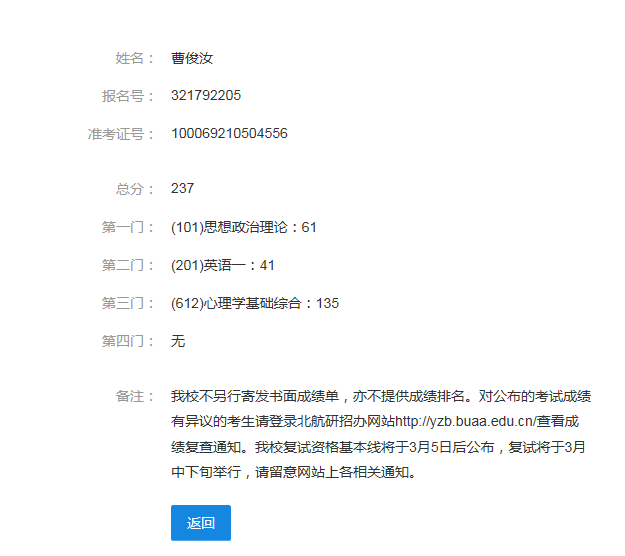 姓名： 曹俊汝
报名号： 321792205
准考证号： 100069210504556
总分： 237
第一门： (101)思想政治理论：61
第二门： (201)英语一：41
第三门： (612)心理学基础综合：135
第四门： 无
备注： 我校不另行寄发书面成绩单，亦不提供成绩排名。对公布的考试成绩
有异议的考生请登录北航研招办网站http://yzb.buaa.edu.cn/查看成
绩复查通知。我校复试资格基本线将于3月5日后公布，复试将于3月
中下旬举行，请留意网站上各相关通知。
返回